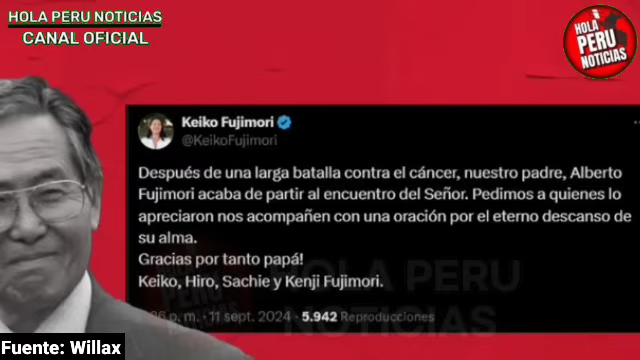 HOLA PERU NOTICIAS
CANAL OFICIAL
HOLA
PERU
NOTICIAS
Keiko Fujimori
@KeikoFujimori
Después de una larga batalla contra el cáncer, nuestro padre, Alberto
Fujimori acaba de partir al encuentro del Señor. Pedimos a quienes lo
apreciaron nos acompañen con una oración por el eterno descanso de
su alma.
Gracias por tanto papá!
Keiko, Hiro, Sachie y Kenji Fujimori.
p. m. · 11 sept. 2024 · 5.942 Reproducciones
HOLA PERU
NOTICIAS
Fuente: Willax